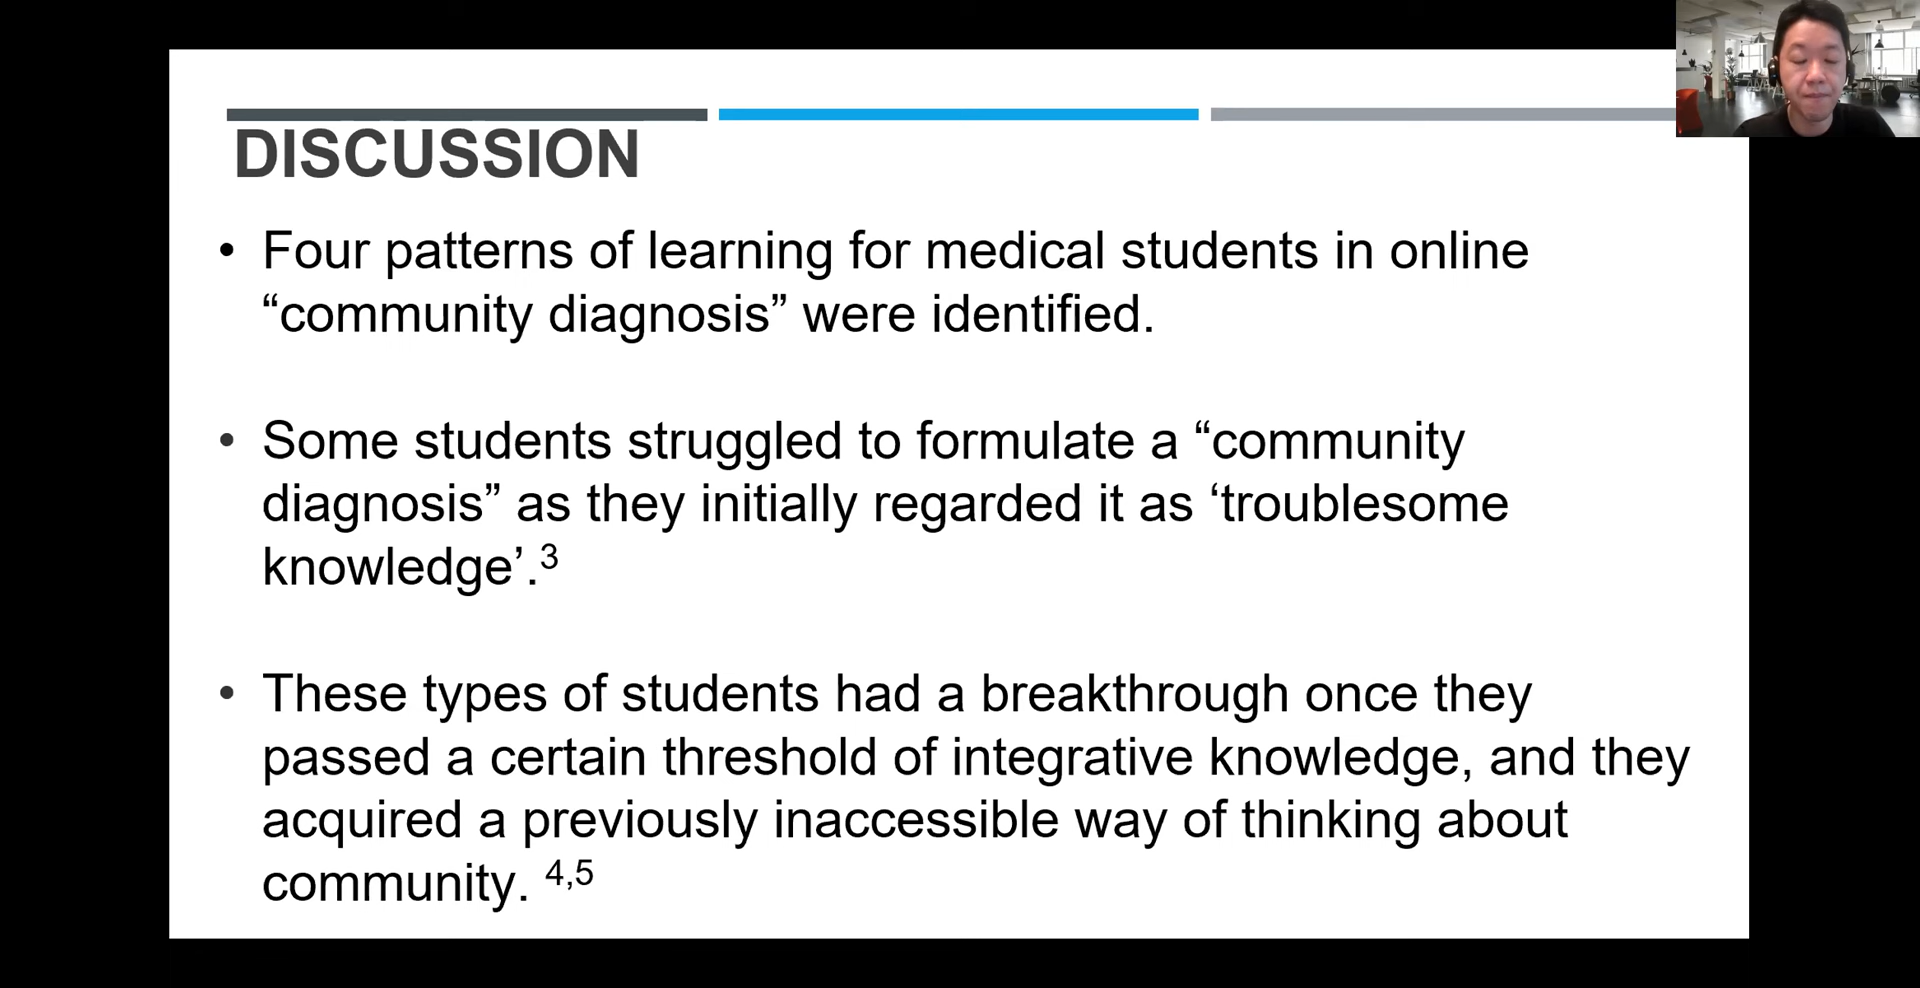 DISCUSSION
• Four patterns of learning for medical students in online
“community diagnosis” were identified.
• Some students struggled to formulate a “community
diagnosis” as they initially regarded it as ‘troublesome
knowledge’.³
• These types of students had a breakthrough once they
passed a certain threshold of integrative knowledge, and they
acquired a previously inaccessible way of thinking about
community. ⁴,⁵